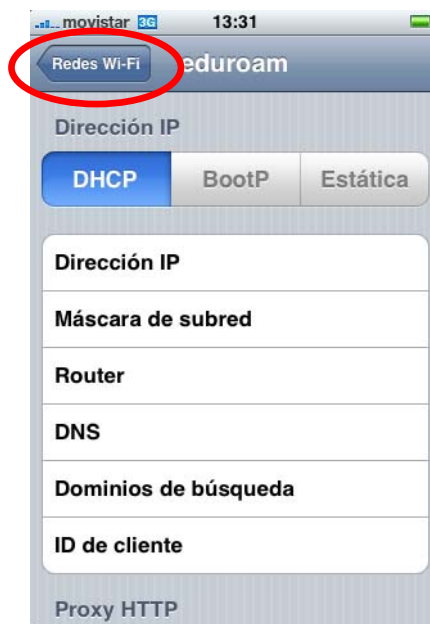 movistar 3G 13:31
Redes Wi-Fi eduroam
Dirección IP
DHCP BootP Estática
Dirección IP
Máscara de subred
Router
DNS
Dominios de búsqueda
ID de cliente
Proxy HTTP